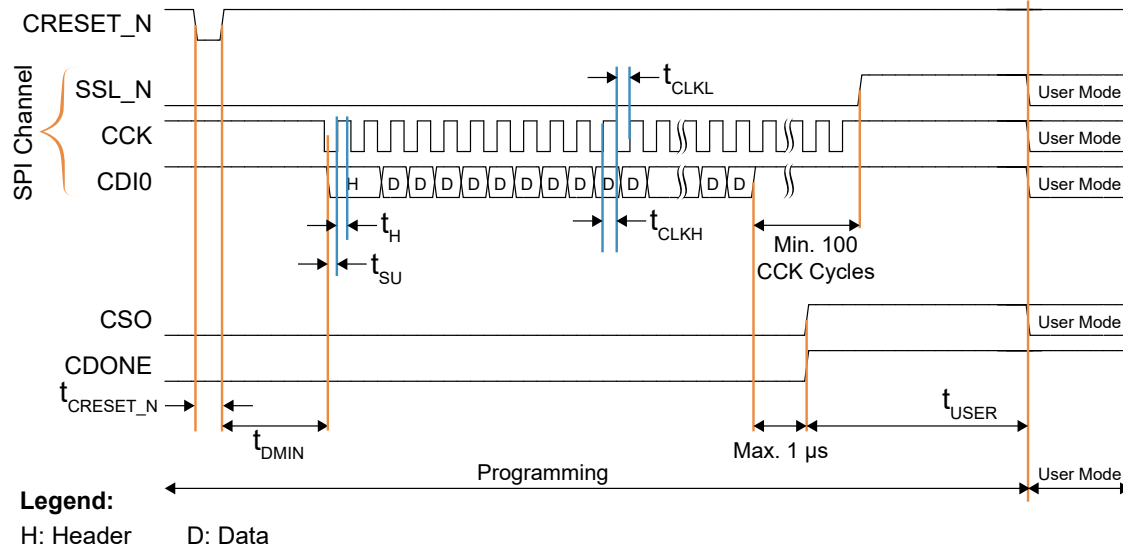 CRESET_N
SPI Channel
SSL_N
t_CLKL
User Mode
CCK
User Mode
CDI0
H D D D D D D D D D D D D
User Mode
t_H
t_CLKH
Min. 100
CCK Cycles
t_SU
CSO
User Mode
CDONE
t_CRESET_N
t_USER
t_DMIN
Max. 1 µs
Programming
User Mode
Legend:
H: Header D: Data